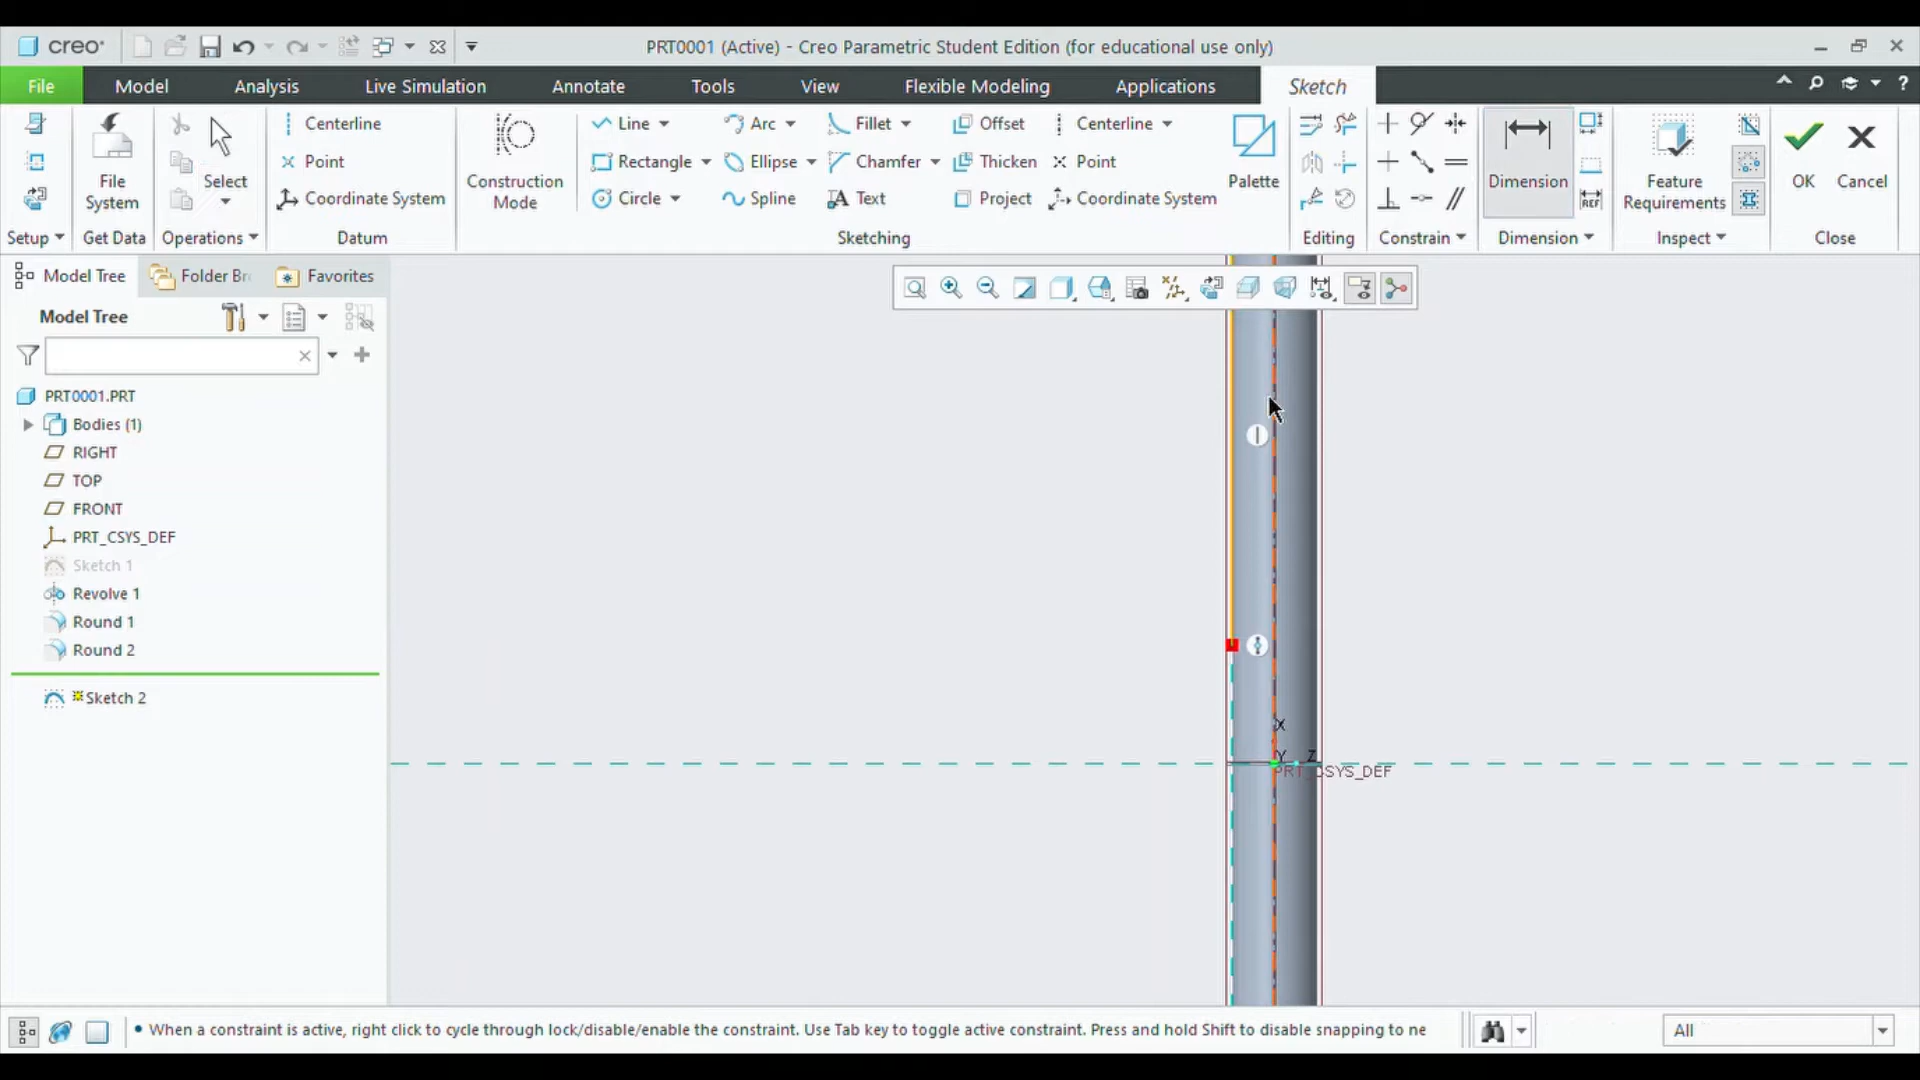 creo
PRT0001 (Active) - Creo Parametric Student Edition (for educational use only)
File Model Analysis Live Simulation Annotate Tools View Flexible Modeling Applications Sketch
Centerline Line Arc Fillet Offset Centerline
Point Rectangle Ellipse Chamfer Thicken Point
Coordinate System Circle Spline Text Project Coordinate System
File System
Select
Construction Mode
Palette
REF
Dimension
Feature Requirements
OK
Cancel
Setup Get Data Operations Datum Sketching Editing Constrain Dimension Inspect Close
Model Tree Folder Br Favorites
Model Tree
PRT0001.PRT
Bodies (1)
RIGHT
TOP
FRONT
PRT_CSYS_DEF
Sketch 1
Revolve 1
Round 1
Round 2
Sketch 2
X
Y Z
PRT_CSYS_DEF
• When a constraint is active, right click to cycle through lock/disable/enable the constraint. Use Tab key to toggle active constraint. Press and hold Shift to disable snapping to ne
All